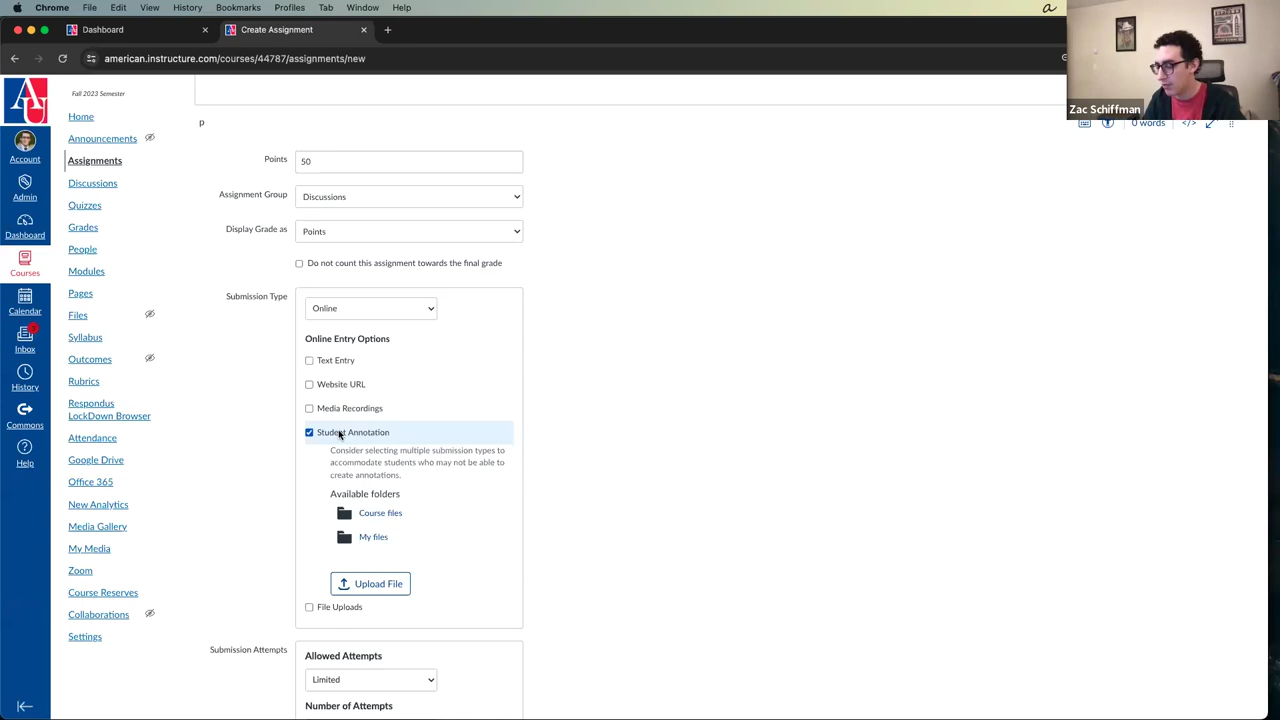 Chrome File Edit View History Bookmarks Profiles Tab Window Help
Dashboard
Create Assignment
american.instructure.com/courses/44787/assignments/new
Zac Schiffman
AU
Account
Admin
Dashboard
Courses
Calendar
Inbox
History
Commons
Help
Fall 2023 Semester
Home
Announcements
Assignments
Discussions
Quizzes
Grades
People
Modules
Pages
Files
Syllabus
Outcomes
Rubrics
Respondus
LockDown Browser
Attendance
Google Drive
Office 365
New Analytics
Media Gallery
My Media
Zoom
Course Reserves
Collaborations
Settings
p
0 words </>
Points 50
Assignment Group Discussions
Display Grade as Points
Do not count this assignment towards the final grade
Submission Type Online
Online Entry Options
Text Entry
Website URL
Media Recordings
Student Annotation
Consider selecting multiple submission types to
accommodate students who may not be able to
create annotations.
Available folders
Course files
My files
Upload File
File Uploads
Submission Attempts
Allowed Attempts
Limited
Number of Attempts